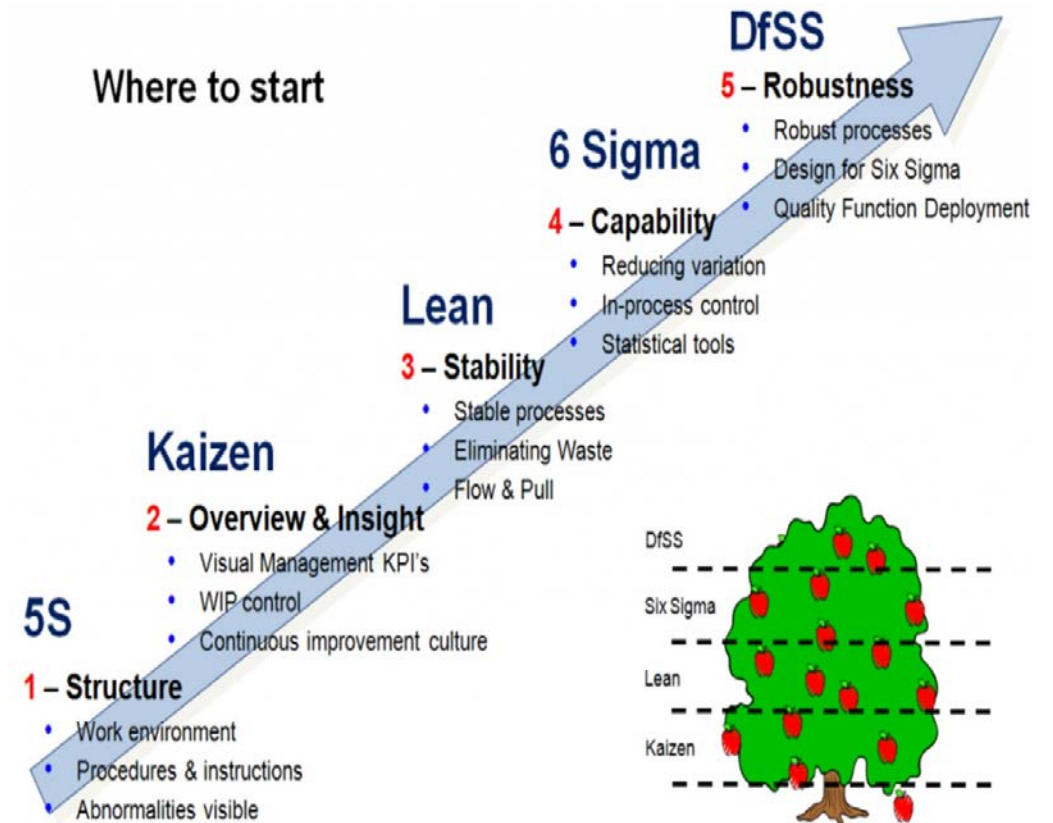 Where to start
DfSS
5 – Robustness
• Robust processes
• Design for Six Sigma
• Quality Function Deployment
6 Sigma
4 – Capability
• Reducing variation
• In-process control
• Statistical tools
Lean
3 – Stability
• Stable processes
• Eliminating Waste
• Flow & Pull
Kaizen
2 – Overview & Insight
• Visual Management KPI's
• WIP control
• Continuous improvement culture
5S
1 – Structure
• Work environment
• Procedures & instructions
• Abnormalities visible
DfSS
Six Sigma
Lean
Kaizen